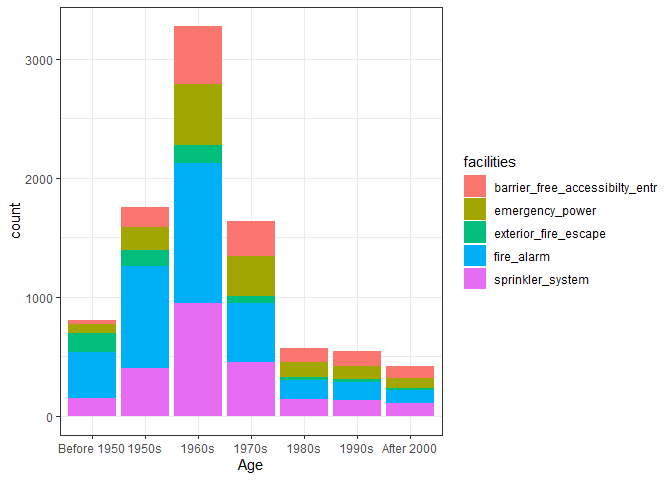 3000
2000
1000
0
count
Before 1950 1950s 1960s 1970s 1980s 1990s After 2000
Age
facilities
barrier_free_accessibilty_entr
emergency_power
exterior_fire_escape
fire_alarm
sprinkler_system